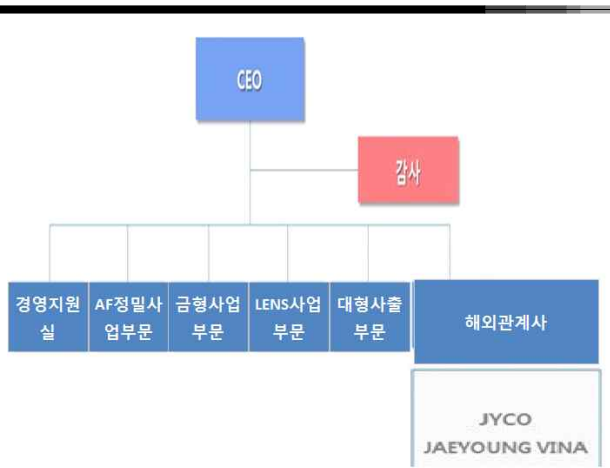 CEO
감사
경영지원
실
AF정밀사
업부문
금형사업
부문
LENS사업
부문
대형사출
부문
해외관계사
JYCO
JAEYOUNG VINA